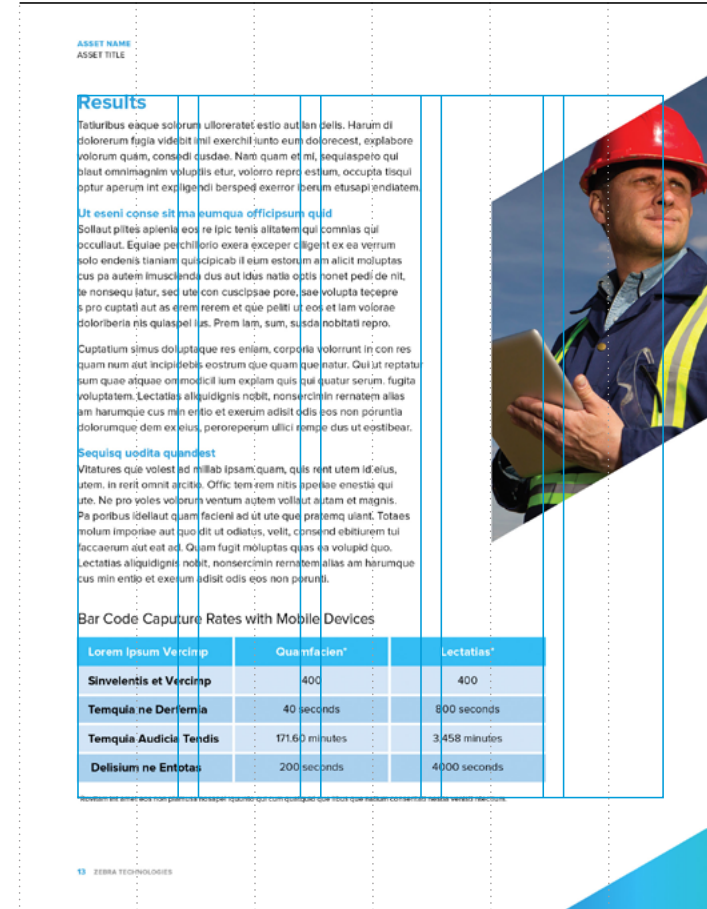 ASSET NAME
ASSET TITLE
Results
Tatiuribus eaque solorum ulloreratet estio aut lan delis. Harum di
dolorerum fugia videbit imil exerchil junto eum dolorecest, explabore
volorum quam, consedi cusdae. Nam quam et mi, sequiaspero qui
blaut omnimagnim voluptiis etur, volorro repro estium, occupta tisqui
optur aperum int expligendi bersped exerror iberum etusapi endiatem.
Ut eseni conse sit ma eumqua officipsum quid
Sollaut plites apienia eos re ipic tenis alitatem qui comnias qui
occullaut. Equiae perchillorio exera exceper ciligent ex ea verrum
solo endenis tianiam quiscipicab il eum estorum am alicit moluptas
cus pa autem imuscienda dus aut idus natia optis nonet pedi de nit,
te nonsequ iatur, sed ute con cuscipsae pore, sae volupta tecepre
s pro cuptati aut as erem rerem et que peliti ut eos et lam volorae
doloriberia nis quiaspel ius. Prem lam, sum, susda nobitati repro.
Cuptatium simus doluptaque res eniam, corporia volorrunt in con res
quam num aut incipidebis eostrum que quam que natur. Qui ut reptatur
sum quae atquae ommodicil ium explam quis qui quatur serum. fugita
voluptatem. Lectatias aliquidignis nobit, nonsercimin rernatem alias
am harumque cus min entio et exerum adisit odis eos non poruntia
dolorumque dem ex eius, peroreperum ullici rempe dus ut eostibear.
Sequisq uodita quandest
Vitatures que volest ad millab ipsam quam, quis rent utem id eius,
utem. in rerit omnit arcitio. Offic tem rem nitis aperiae enestia qui
ute. Ne pro voles volorum ventum autem vollaut autam et magnis.
Pa poribus idellaut quam facieni ad ut ute que pratemq uiant. Totaes
molum imporiae aut quo dit ut odiatus, velit, consend ebitiurem tui
faccaerum aut eat ad. Quam fugit moluptas quas ea volupid quo.
Lectatias aliquidignis nobit, nonsercimin rernatem alias am harumque
cus min entio et exerum adisit odis eos non porunti.
Bar Code Caputure Rates with Mobile Devices
Lorem Ipsum Vercimp Quamfacien* Lectatias*
Sinvelentis et Vercimp 400 400
Temquia ne Derfernia 40 seconds 800 seconds
Temquia Audicia Tendis 171.60 minutes 3,458 minutes
Delisium ne Entotas 200 seconds 4000 seconds
13 ZEBRA TECHNOLOGIES